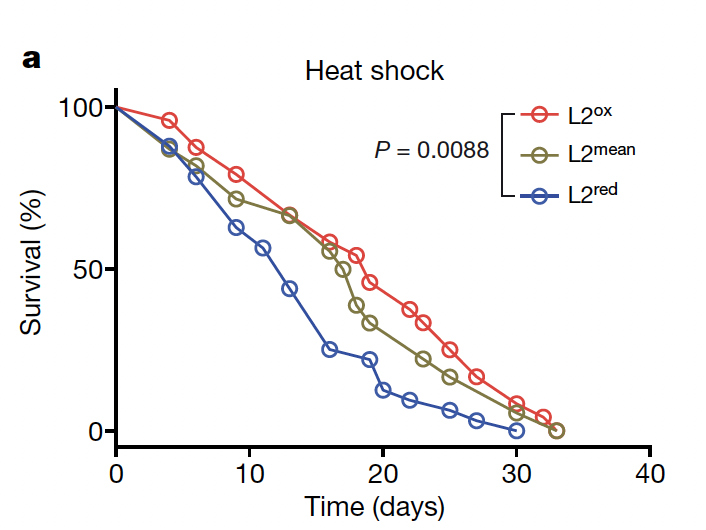 a
Heat shock
100
50
0
Survival (%)
P = 0.0088
L2ox
L2mean
L2red
0 10 20 30 40
Time (days)